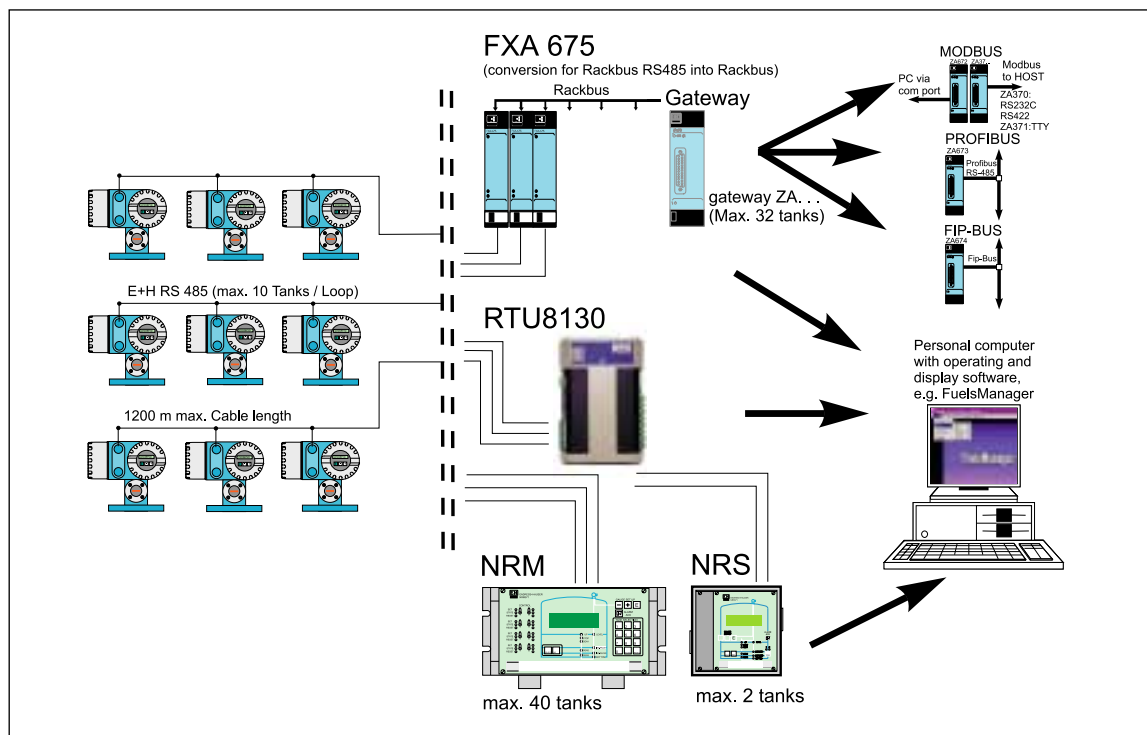 FXA 675
(conversion for Rackbus RS485 into Rackbus)
Rackbus
Gateway
gateway ZA. . .
(Max. 32 tanks)
MODBUS
ZA672
ZA37..
PC via
com port
Modbus
to HOST
ZA370:
RS232C
RS422
ZA371:TTY
PROFIBUS
ZA673
Profibus
RS-485
FIP-BUS
ZA674
Fip-Bus
E+H RS 485 (max. 10 Tanks / Loop)
1200 m max. Cable length
RTU8130
Personal computer
with operating and
display software,
e.g. FuelsManager
NRM
max. 40 tanks
NRS
max. 2 tanks